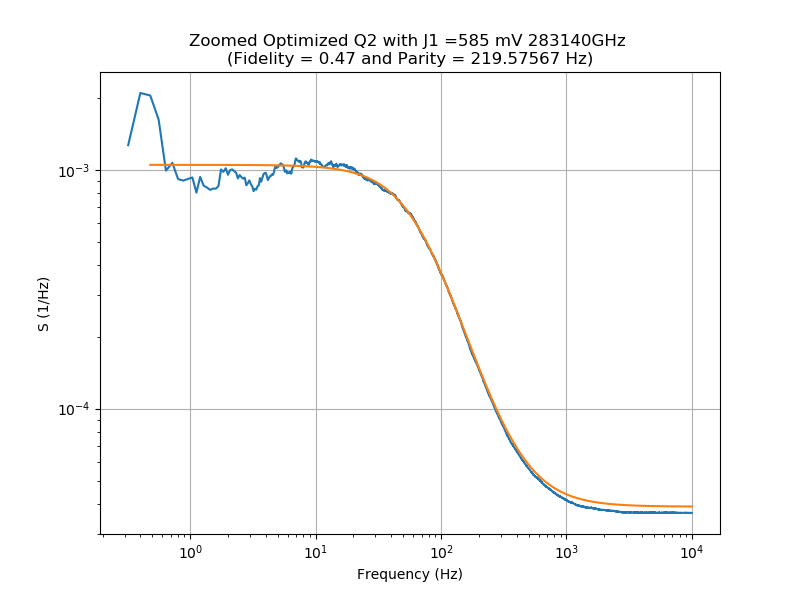 Zoomed Optimized Q2 with J1 =585 mV 283140GHz
(Fidelity = 0.47 and Parity = 219.57567 Hz)
10⁻³
10⁻⁴
S (1/Hz)
10⁰ 10¹ 10² 10³ 10⁴
Frequency (Hz)